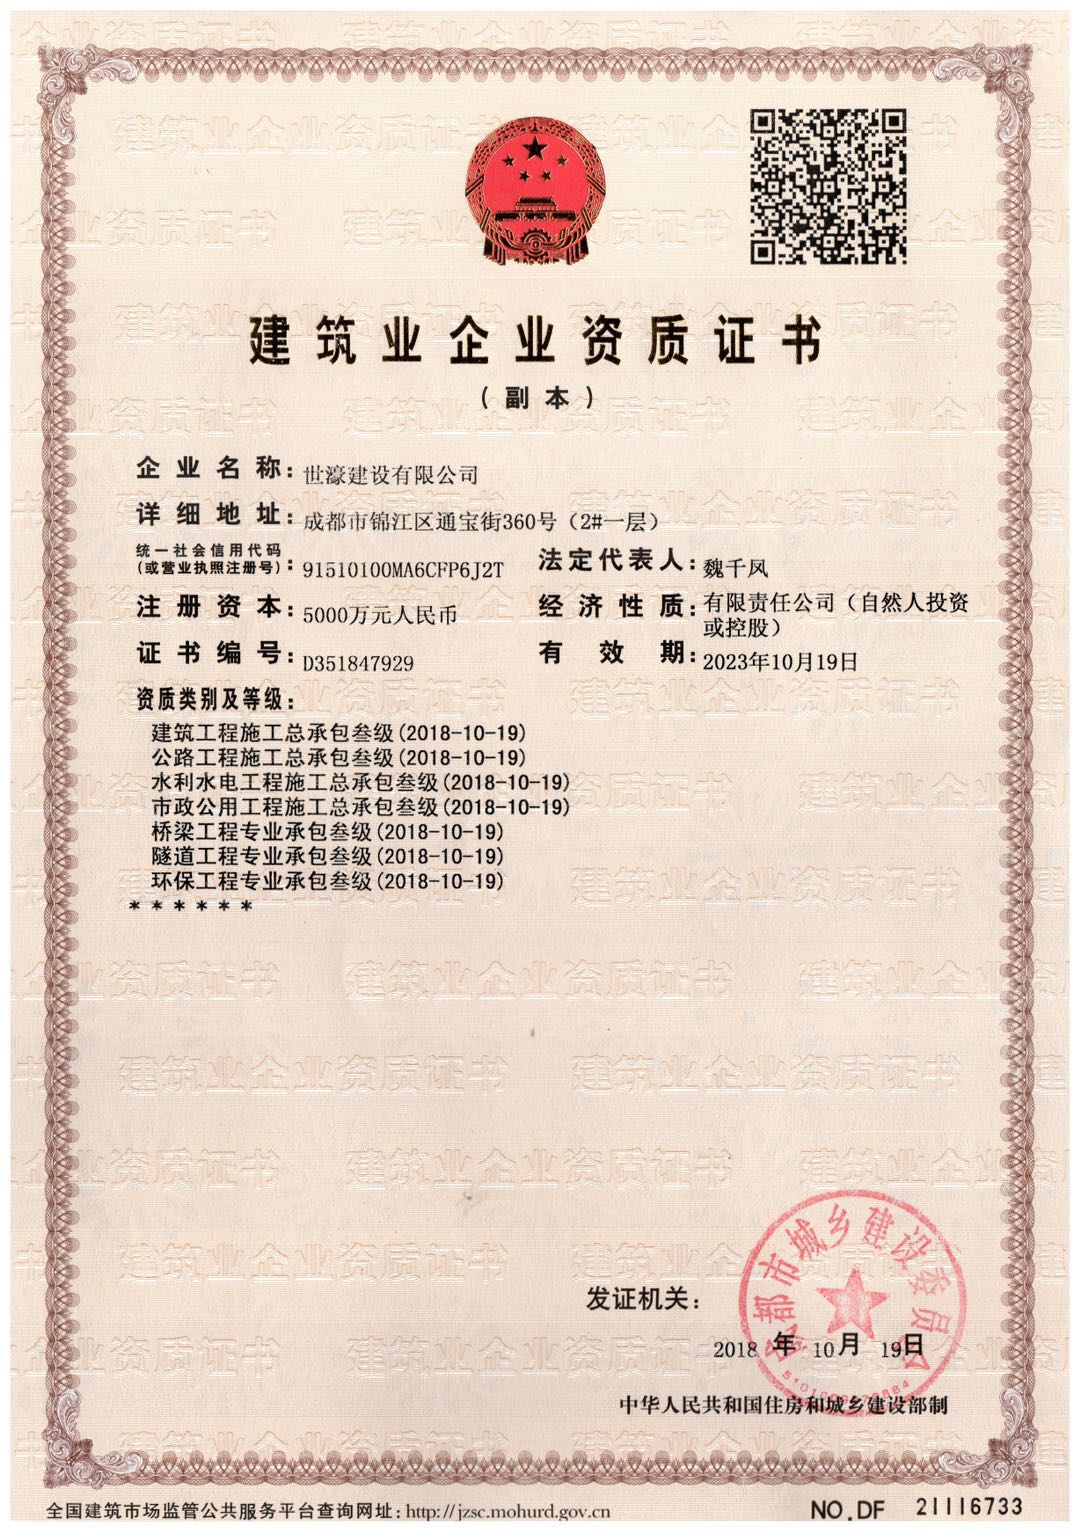 建筑业企业资质证书
（副本）
企业名称：世濠建设有限公司
详细地址：成都市锦江区通宝街360号（2#一层）
统一社会信用代码
(或营业执照注册号)：91510100MA6CFP6J2T 法定代表人：魏千凤
注册资本：5000万元人民币 经济性质：有限责任公司（自然人投资
或控股）
证书编号：D351847929 有效期：2023年10月19日
资质类别及等级：
建筑工程施工总承包叁级(2018-10-19)
公路工程施工总承包叁级(2018-10-19)
水利水电工程施工总承包叁级(2018-10-19)
市政公用工程施工总承包叁级(2018-10-19)
桥梁工程专业承包叁级(2018-10-19)
隧道工程专业承包叁级(2018-10-19)
环保工程专业承包叁级(2018-10-19)
******
成都市城乡建设委员会
发证机关：
2018 年 10月 19日
中华人民共和国住房和城乡建设部制
全国建筑市场监管公共服务平台查询网址：http://jzsc.mohurd.gov.cn
NO.DF 21116733